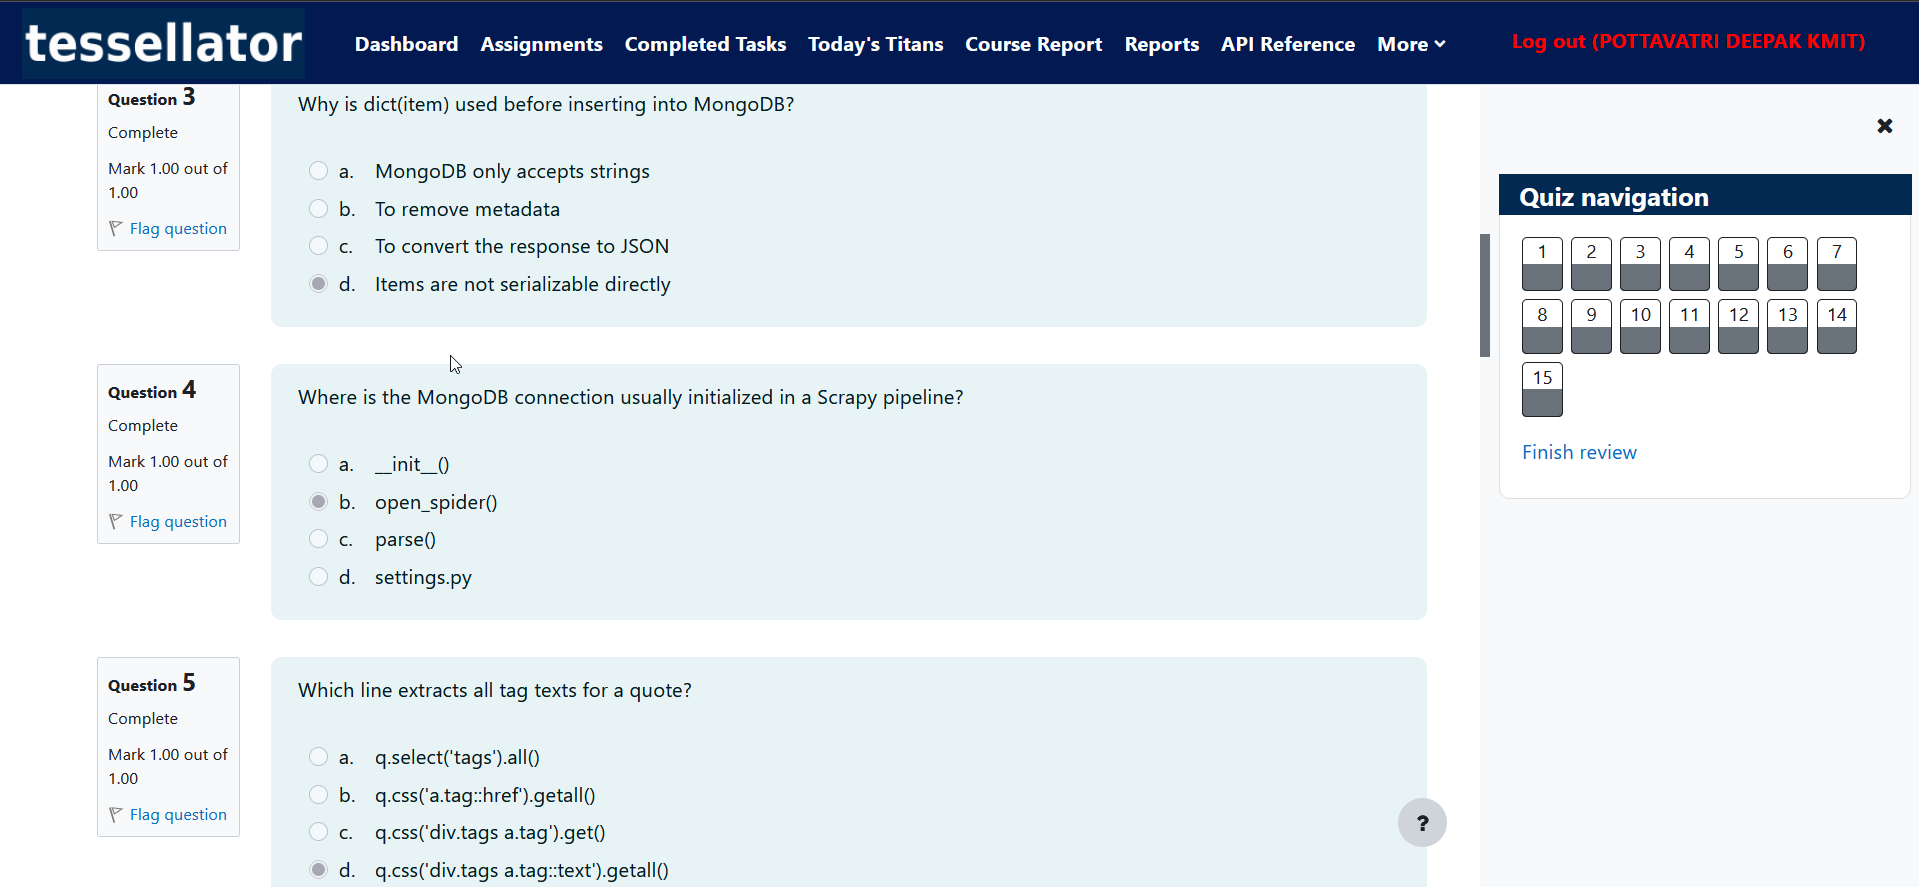 tessellator
Dashboard Assignments Completed Tasks Today's Titans Course Report Reports API Reference More
Log out (POTTAVATRI DEEPAK KMIT)
Question 3
Complete
Mark 1.00 out of
1.00
Flag question
Why is dict(item) used before inserting into MongoDB?
a. MongoDB only accepts strings
b. To remove metadata
c. To convert the response to JSON
d. Items are not serializable directly
Question 4
Complete
Mark 1.00 out of
1.00
Flag question
Where is the MongoDB connection usually initialized in a Scrapy pipeline?
a. __init__()
b. open_spider()
c. parse()
d. settings.py
Question 5
Complete
Mark 1.00 out of
1.00
Flag question
Which line extracts all tag texts for a quote?
a. q.select('tags').all()
b. q.css('a.tag::href').getall()
c. q.css('div.tags a.tag').get()
d. q.css('div.tags a.tag::text').getall()
?
Quiz navigation
1 2 3 4 5 6 7
8 9 10 11 12 13 14
15
Finish review